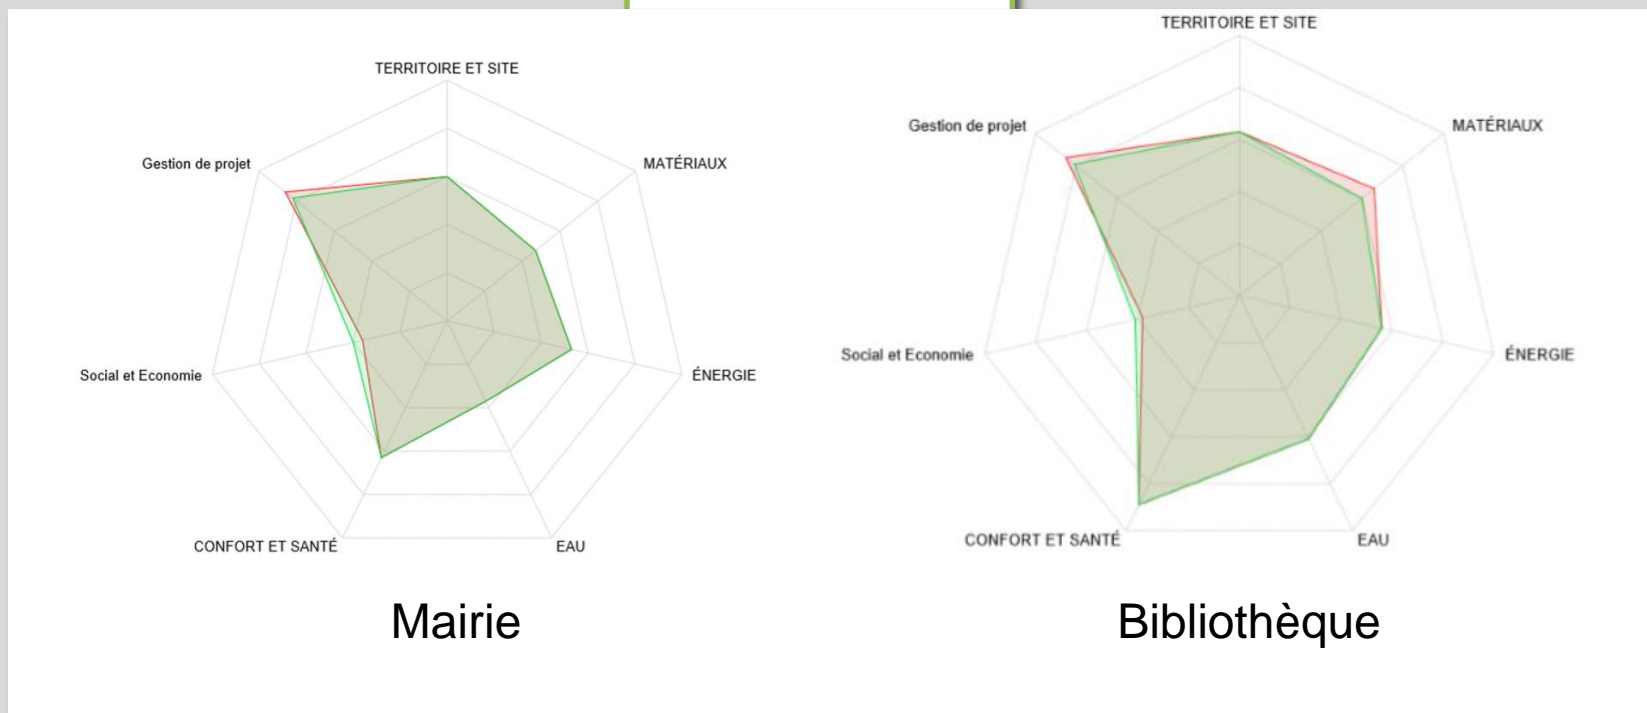 TERRITOIRE ET SITE
MATÉRIAUX
ÉNERGIE
EAU
CONFORT ET SANTÉ
Social et Economie
Gestion de projet
Mairie
TERRITOIRE ET SITE
MATÉRIAUX
ÉNERGIE
EAU
CONFORT ET SANTÉ
Social et Economie
Gestion de projet
Bibliothèque